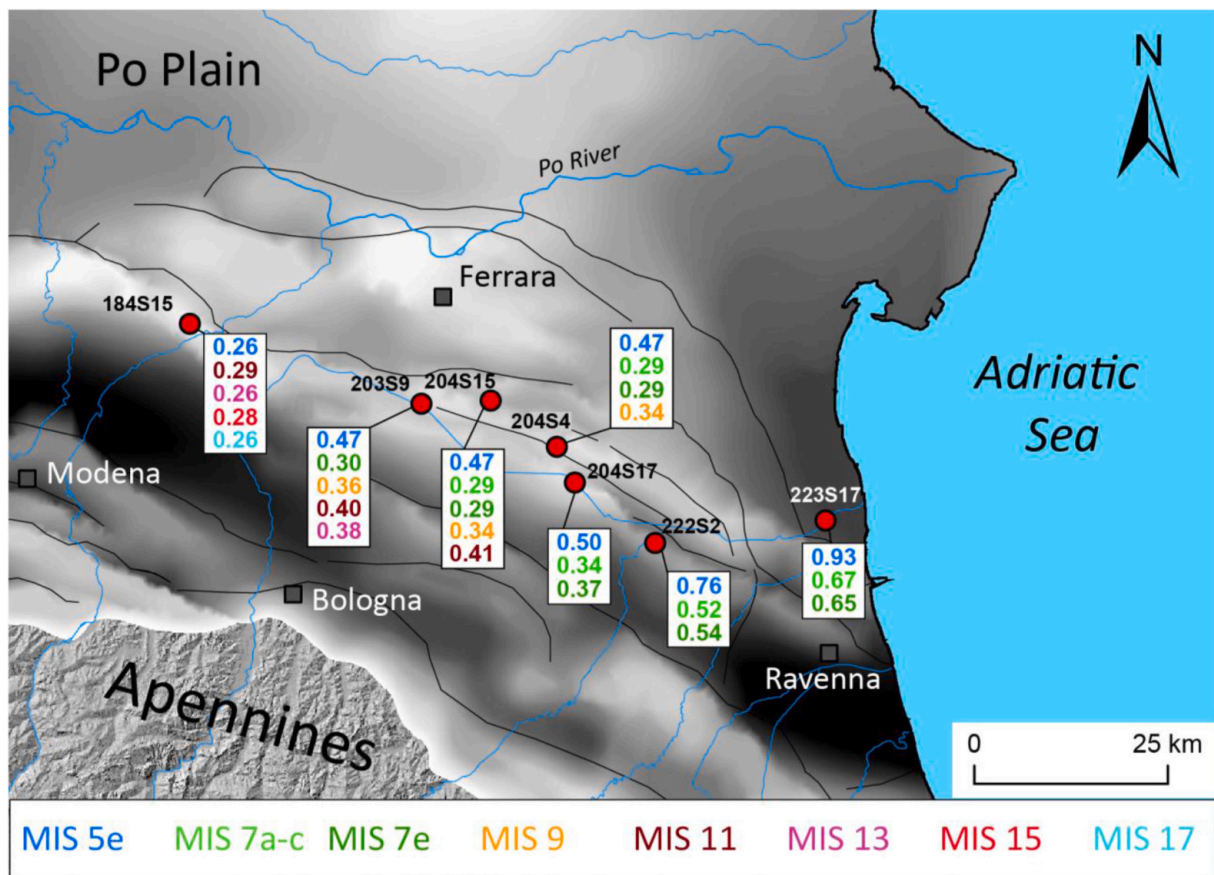 Po Plain
N
Po River
Ferrara
184S15
0.26
0.29
0.26
0.28
0.26
203S9
0.47
0.30
0.36
0.40
0.38
204S15
0.47
0.29
0.29
0.34
0.41
204S4
0.47
0.29
0.29
0.34
204S17
0.50
0.34
0.37
222S2
0.76
0.52
0.54
223S17
0.93
0.67
0.65
Adriatic
Sea
Modena
Bologna
Ravenna
Apennines
0 25 km
MIS 5e MIS 7a-c MIS 7e MIS 9 MIS 11 MIS 13 MIS 15 MIS 17